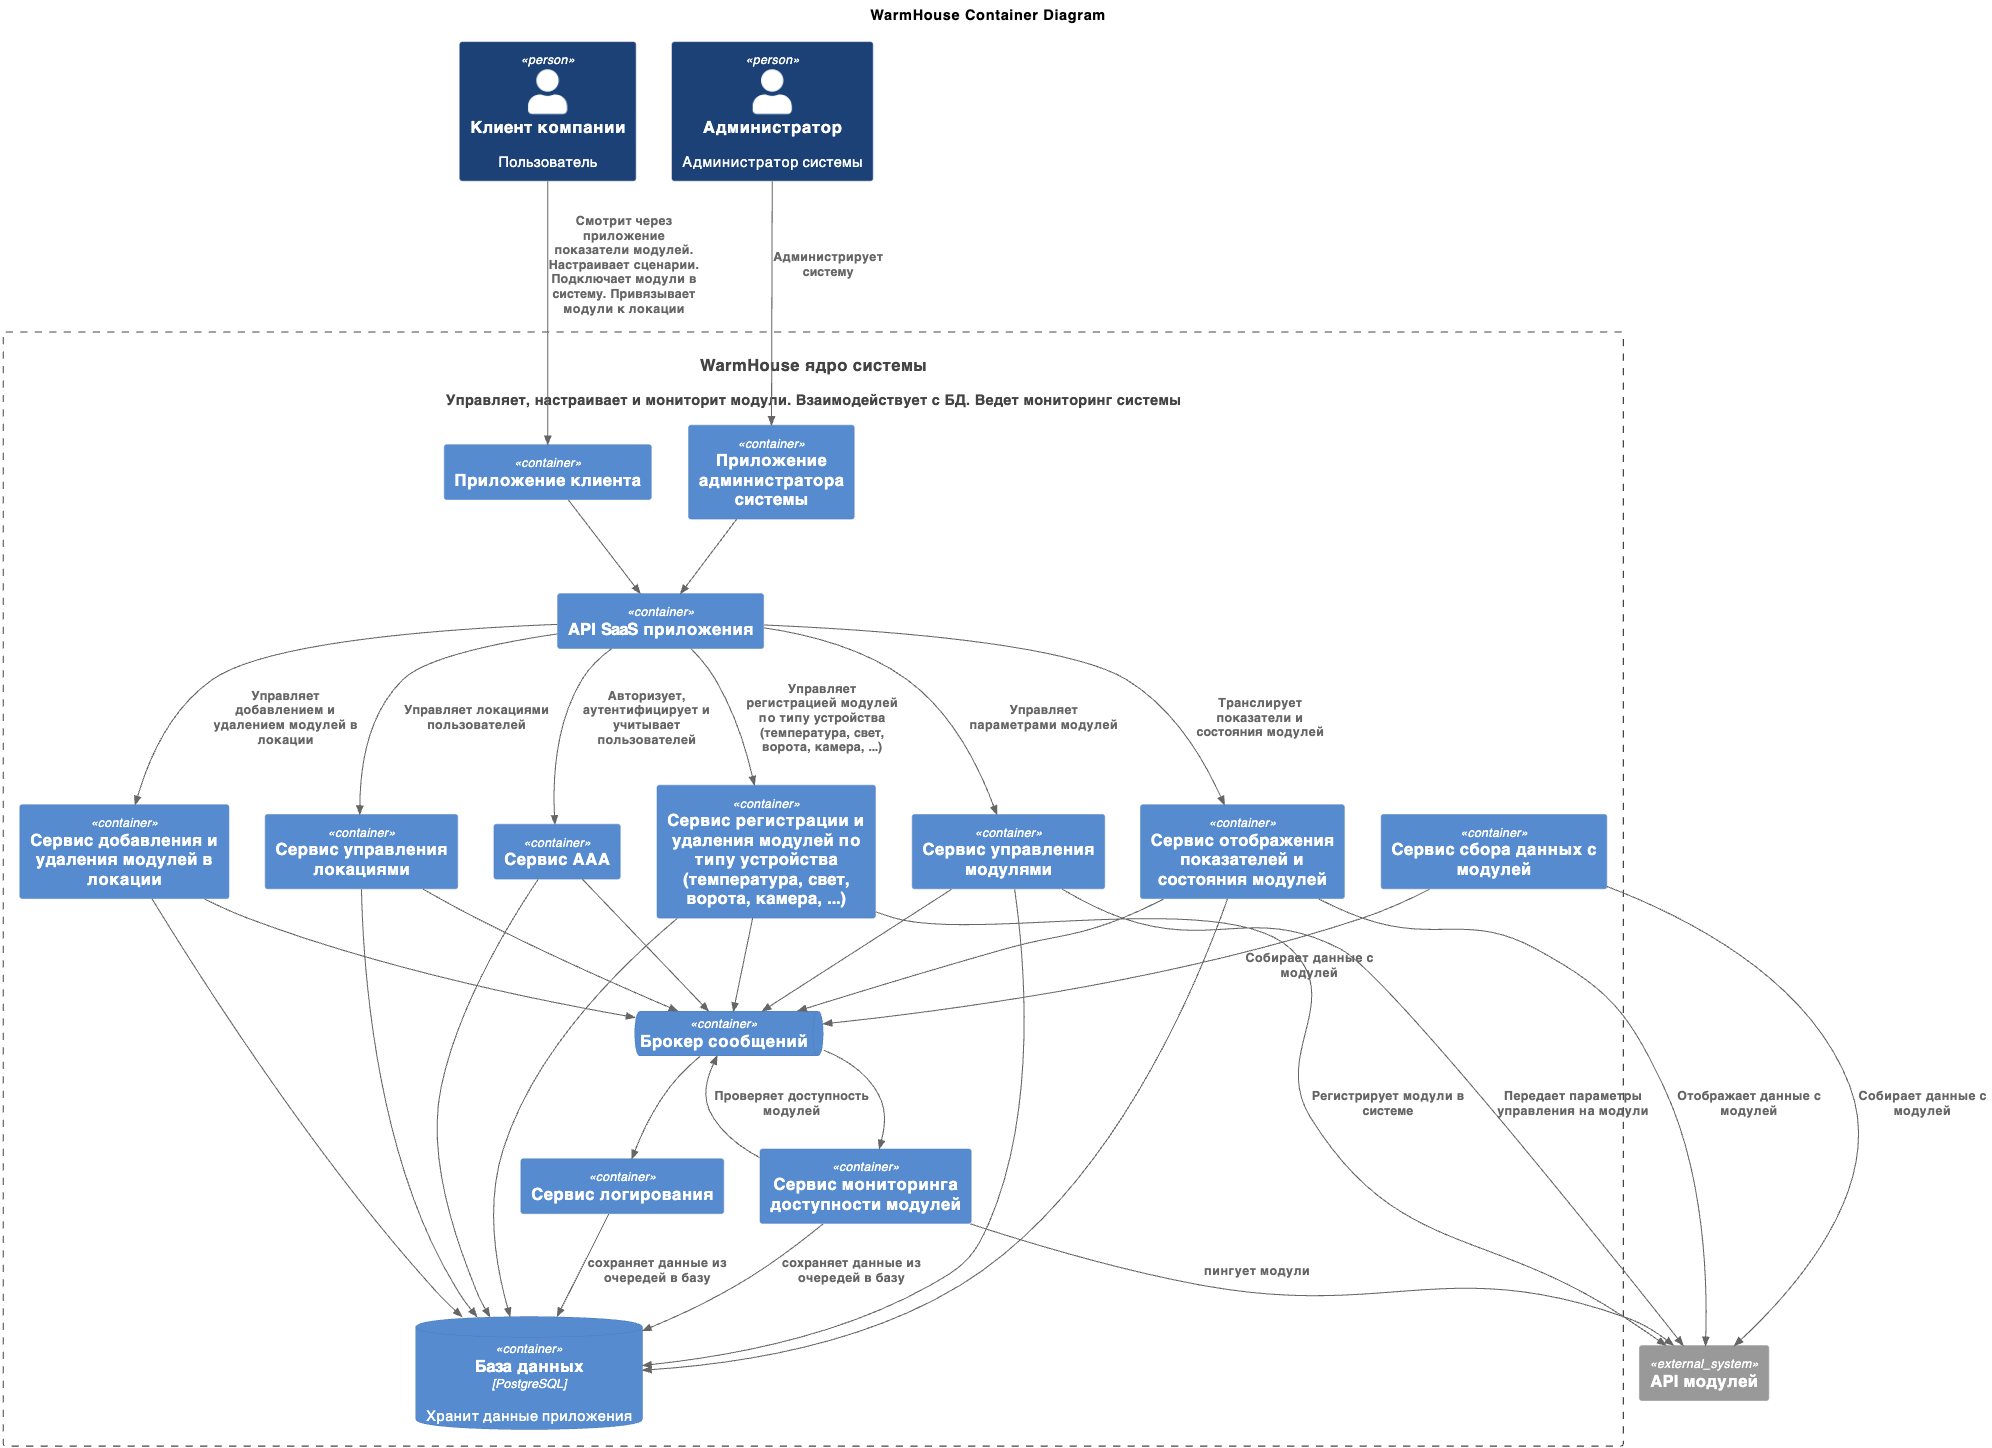 WarmHouse Container Diagram
«person»
Клиент компании
Пользователь
«person»
Администратор
Администратор системы
Смотрит через
приложение
показатели модулей.
Настраивает сценарии.
Подключает модули в
систему. Привязывает
модули к локации
Администрирует
систему
WarmHouse ядро системы
Управляет, настраивает и мониторит модули. Взаимодействует с БД. Ведет мониторинг системы
«container»
Приложение клиента
«container»
Приложение
администратора
системы
«container»
API SaaS приложения
Управляет
добавлением и
удалением модулей в
локации
Управляет локациями
пользователей
Авторизует,
аутентифицирует и
учитывает
пользователей
Управляет
регистрацией модулей
по типу устройства
(температура, свет,
ворота, камера, ...)
Управляет
параметрами модулей
Транслирует
показатели и
состояния модулей
«container»
Сервис добавления и
удаления модулей в
локации
«container»
Сервис управления
локациями
«container»
Сервис ААА
«container»
Сервис регистрации и
удаления модулей по
типу устройства
(температура, свет,
ворота, камера, ...)
«container»
Сервис управления
модулями
«container»
Сервис отображения
показателей и
состояния модулей
«container»
Сервис сбора данных с
модулей
Собирает данные с
модулей
«container»
Брокер сообщений
Проверяет доступность
модулей
Регистрирует модули в
системе
Передает параметры
управления на модули
Отображает данные с
модулей
Собирает данные с
модулей
«container»
Сервис логирования
«container»
Сервис мониторинга
доступности модулей
сохраняет данные из
очередей в базу
сохраняет данные из
очередей в базу
пингует модули
«container»
База данных
[PostgreSQL]
Хранит данные приложения
«external_system»
API модулей